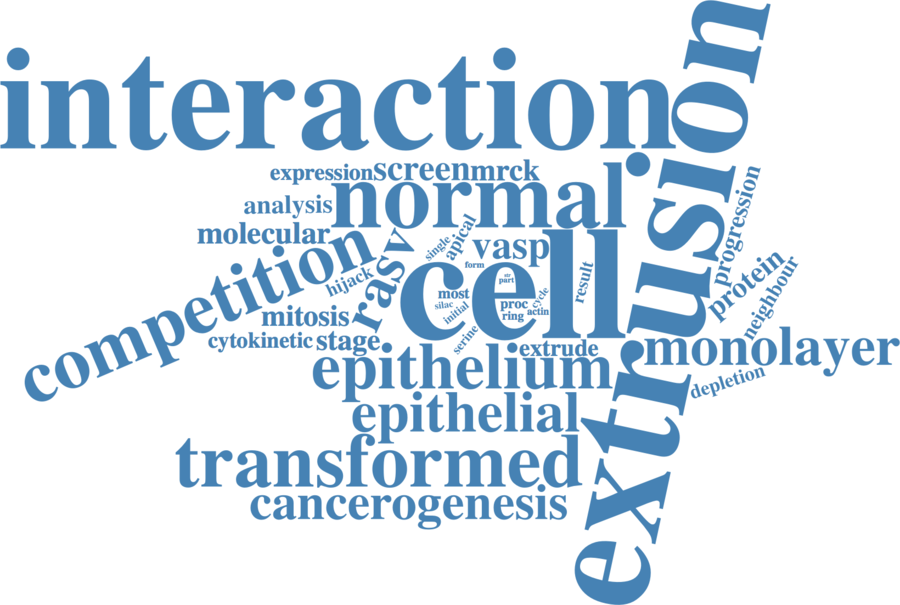 interaction
extrusion
expression
screen
mrck
normal
analysis
molecular
competition
hijack
rasv
single
apical
vasp
cell
form
part
most
silac
initial
proc
ring
cycle
actin
result
serine
mitosis
cytokinetic
stage
extrude
progression
protein
neighbour
monolayer
depletion
epithelium
epithelial
transformed
cancerogenesis